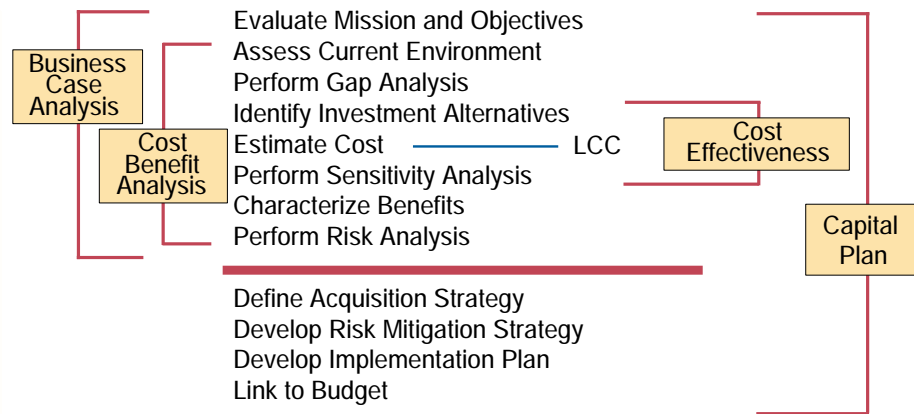 Evaluate Mission and Objectives
Assess Current Environment
Business
Case
Analysis
Perform Gap Analysis
Identify Investment Alternatives
Cost
Benefit
Analysis
Estimate Cost
LCC
Cost
Effectiveness
Perform Sensitivity Analysis
Characterize Benefits
Perform Risk Analysis
Capital
Plan
Define Acquisition Strategy
Develop Risk Mitigation Strategy
Develop Implementation Plan
Link to Budget